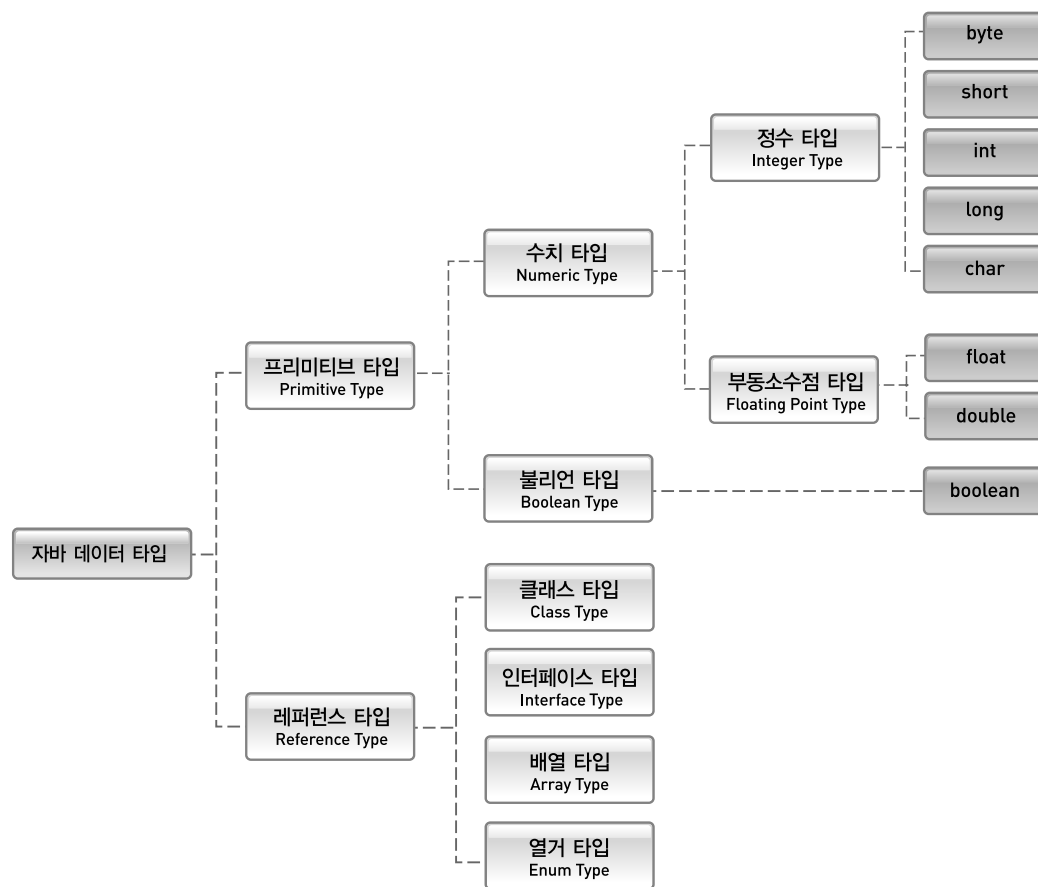 byte
short
정수 타입
Integer Type
int
long
수치 타입
Numeric Type
char
프리미티브 타입
Primitive Type
float
부동소수점 타입
Floating Point Type
double
불리언 타입
Boolean Type
boolean
자바 데이터 타입
클래스 타입
Class Type
인터페이스 타입
Interface Type
레퍼런스 타입
Reference Type
배열 타입
Array Type
열거 타입
Enum Type